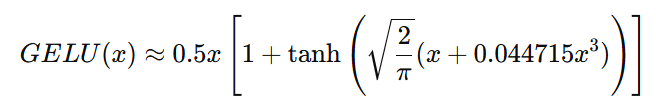 GELU(x) ≈ 0.5x [1 + tanh (√(2/π) (x + 0.044715x³))]